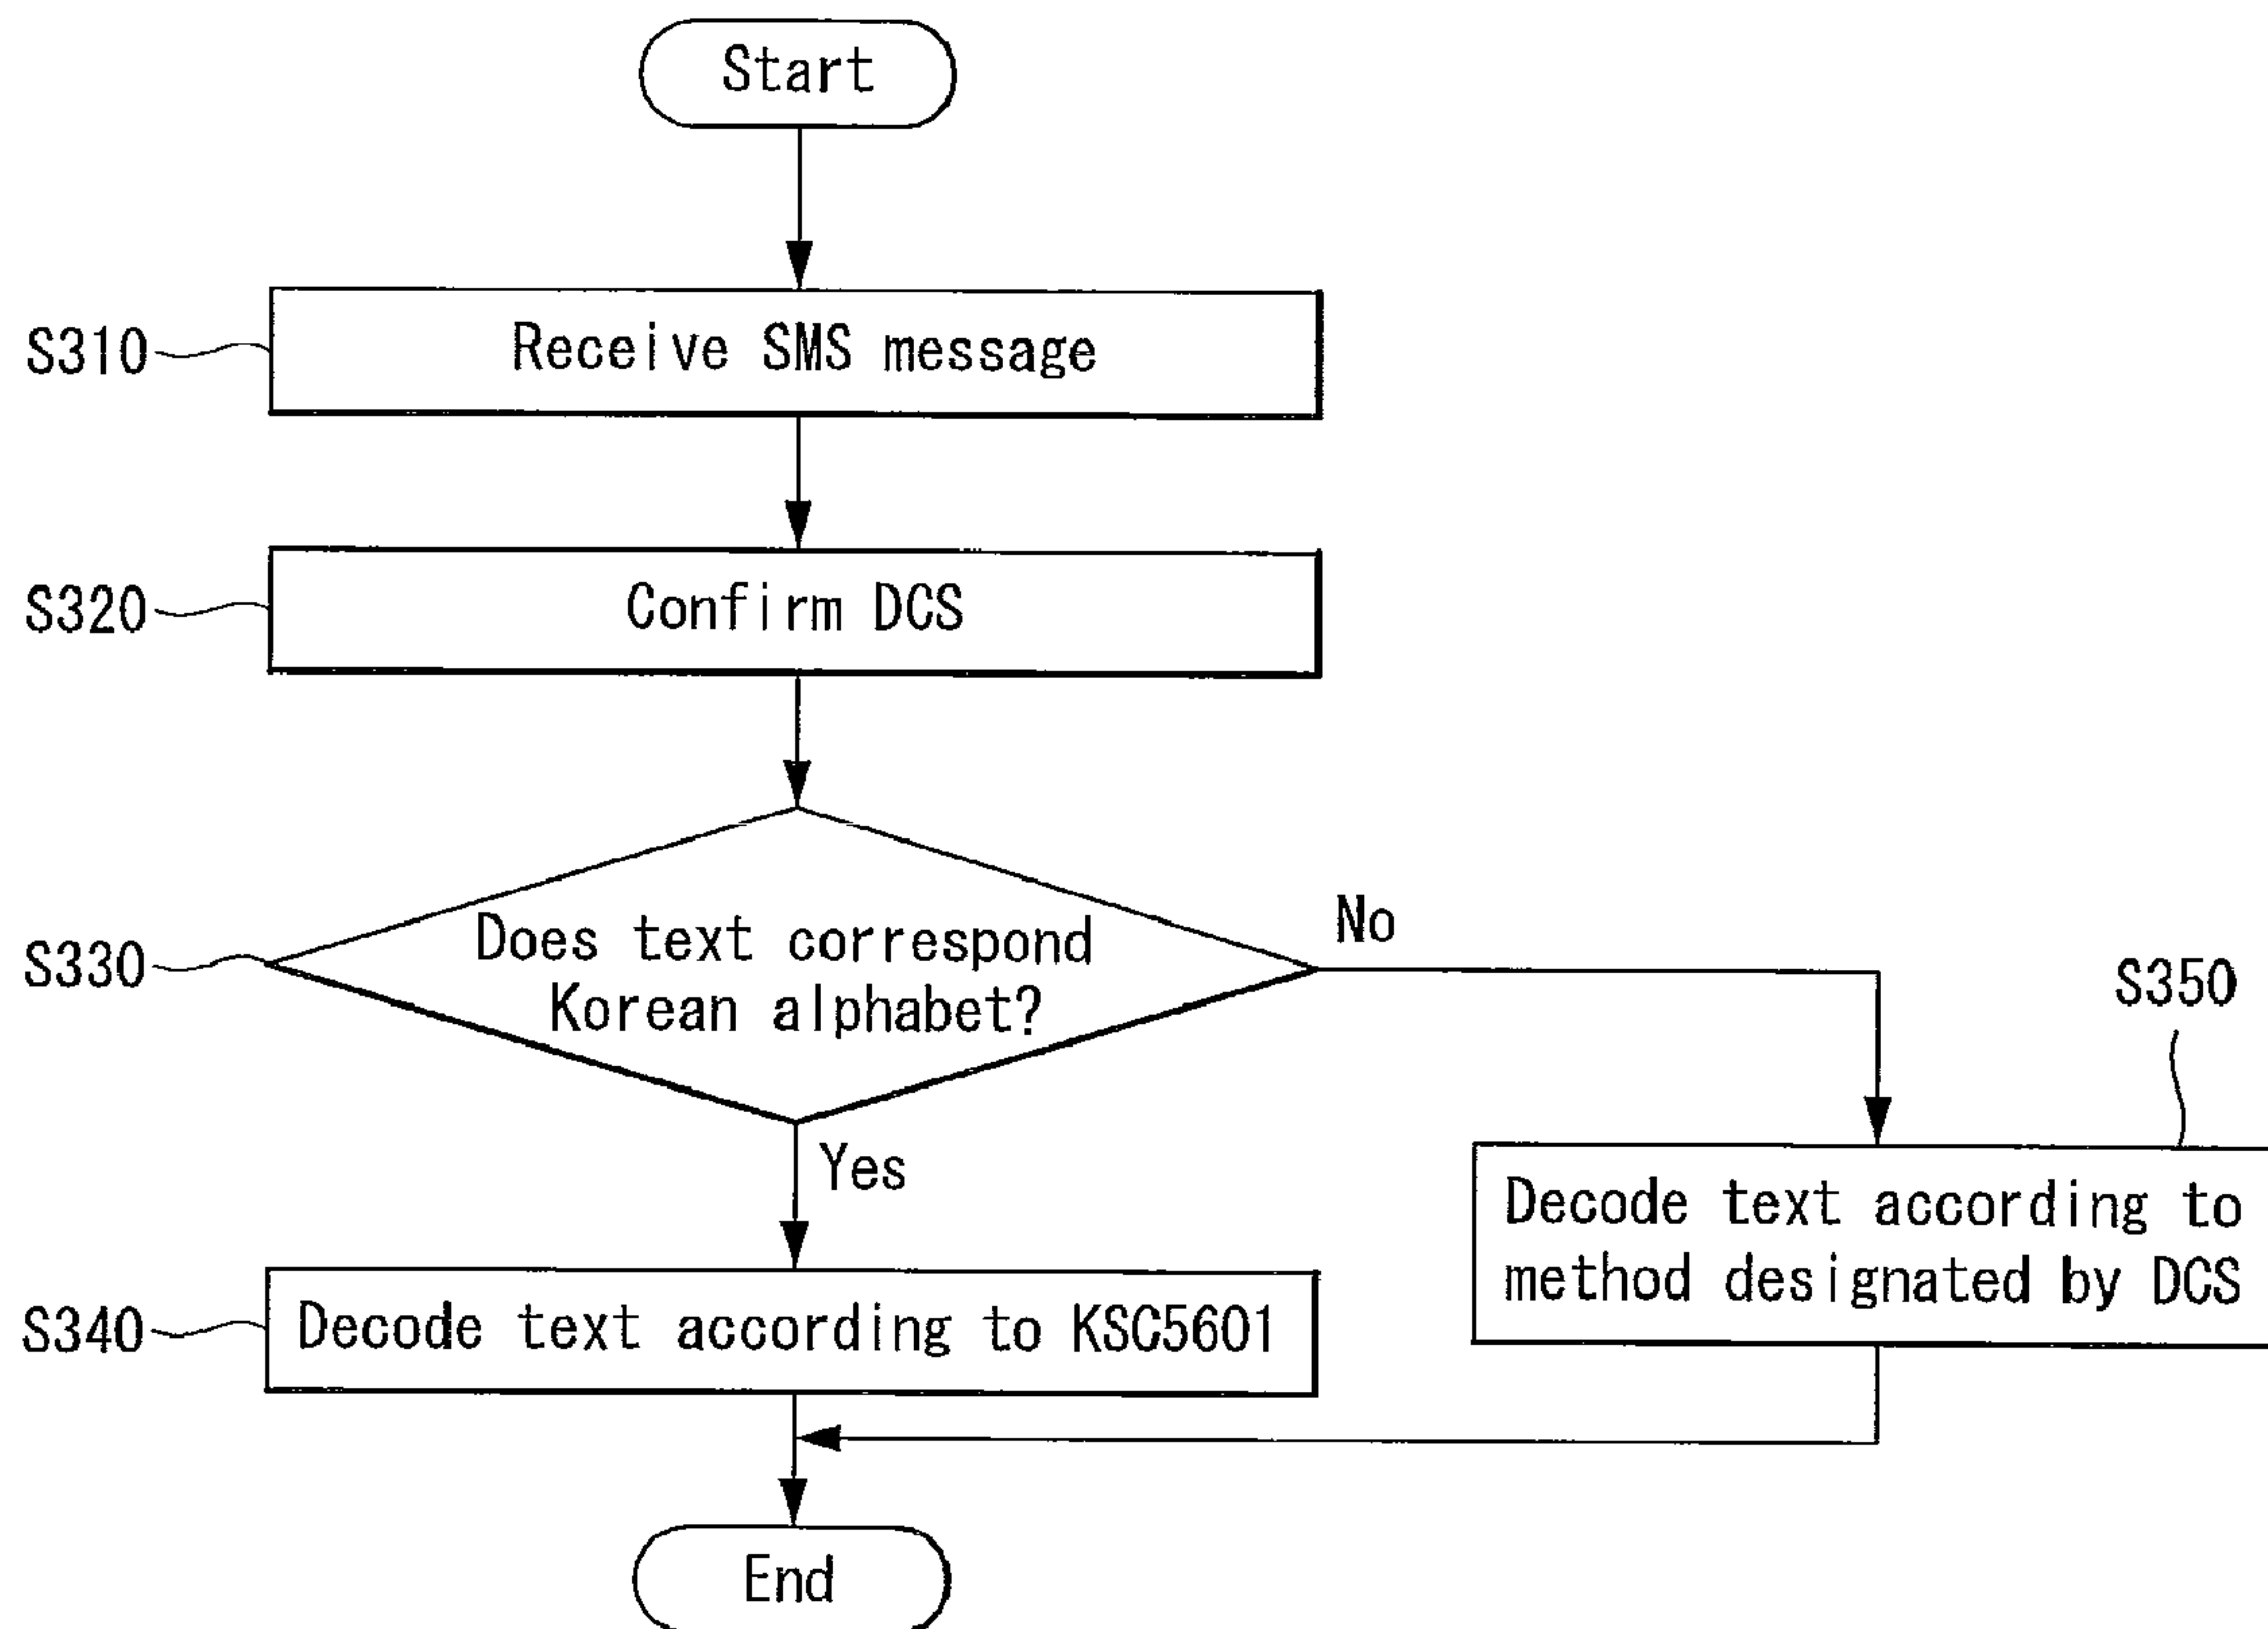 Start
S310
Receive SMS message
S320
Confirm DCS
S330
Does text correspond
Korean alphabet?
No
Yes
S350
Decode text according to
method designated by DCS
S340
Decode text according to KSC5601
End